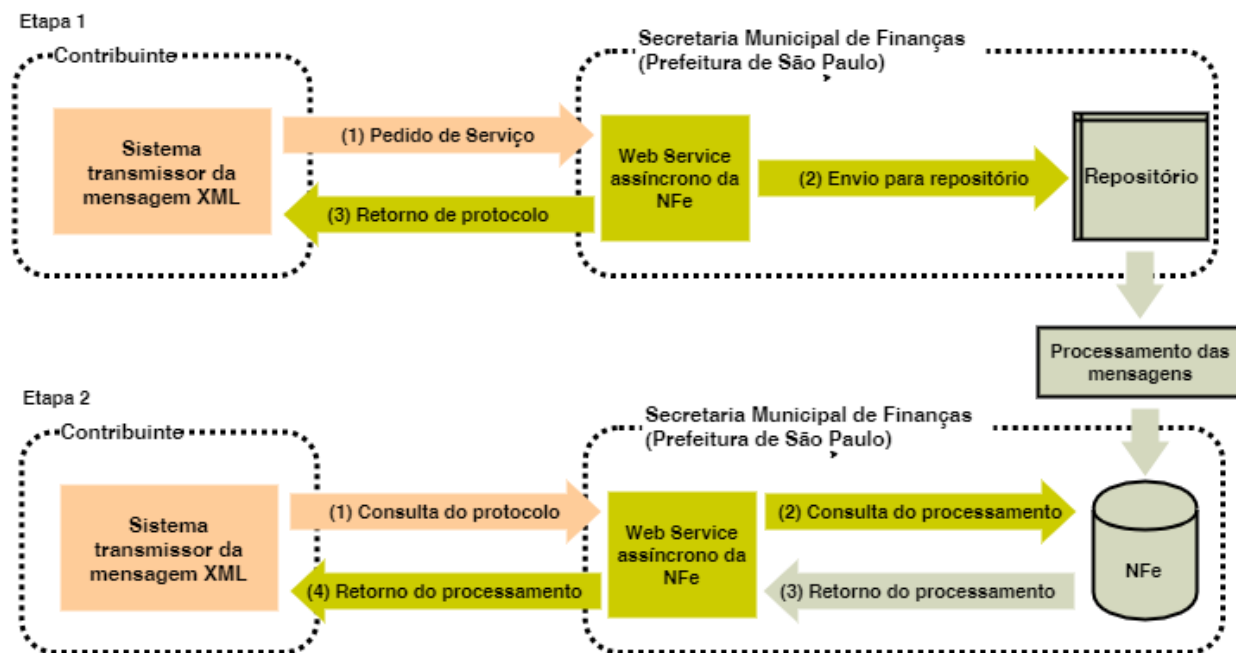 Etapa 1
Contribuinte
Secretaria Municipal de Finanças
(Prefeitura de São Paulo)
Sistema
transmissor da
mensagem XML
(1) Pedido de Serviço
(3) Retorno de protocolo
Web Service
assíncrono da
NFe
(2) Envio para repositório
Repositório
Processamento das
mensagens
Etapa 2
Contribuinte
Secretaria Municipal de Finanças
(Prefeitura de São Paulo)
Sistema
transmissor da
mensagem XML
(1) Consulta do protocolo
(4) Retorno do processamento
Web Service
assíncrono da
NFe
(2) Consulta do processamento
(3) Retorno do processamento
NFe